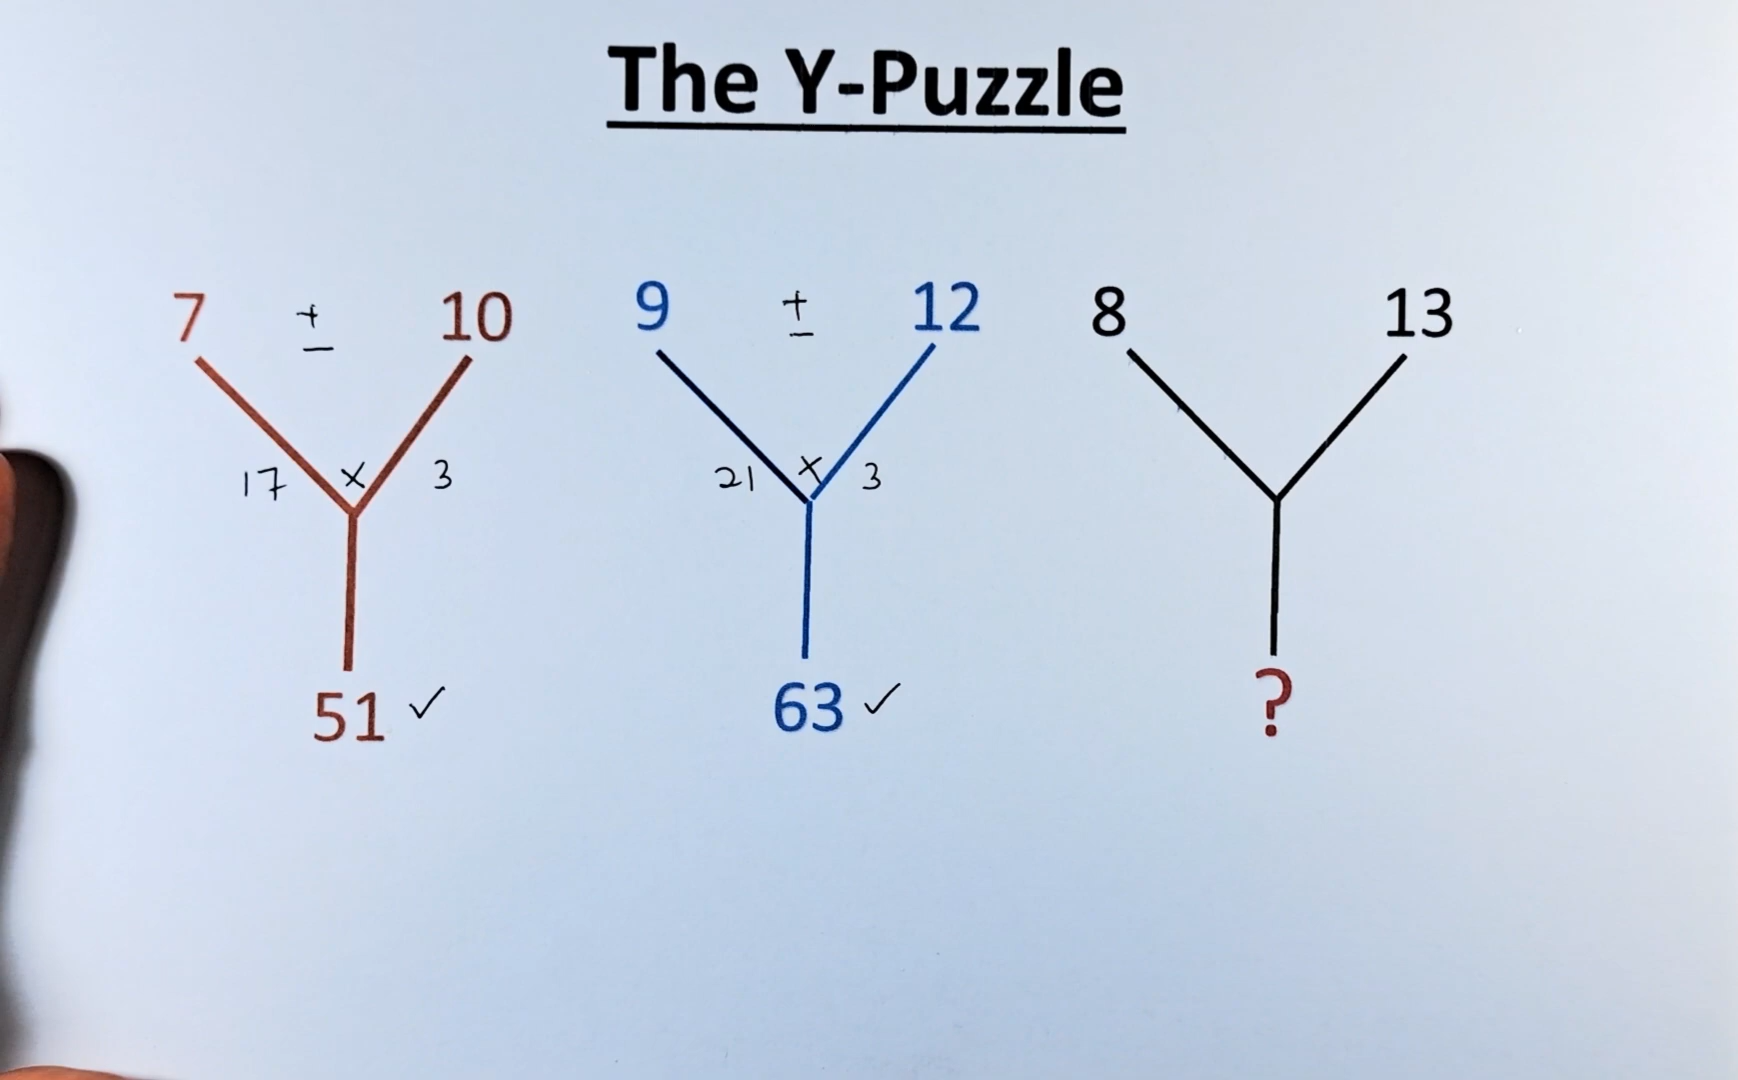 The Y-Puzzle
7 ± 10
9 ± 12
8 13
17 × 3
21 × 3
51 ✓
63 ✓
?